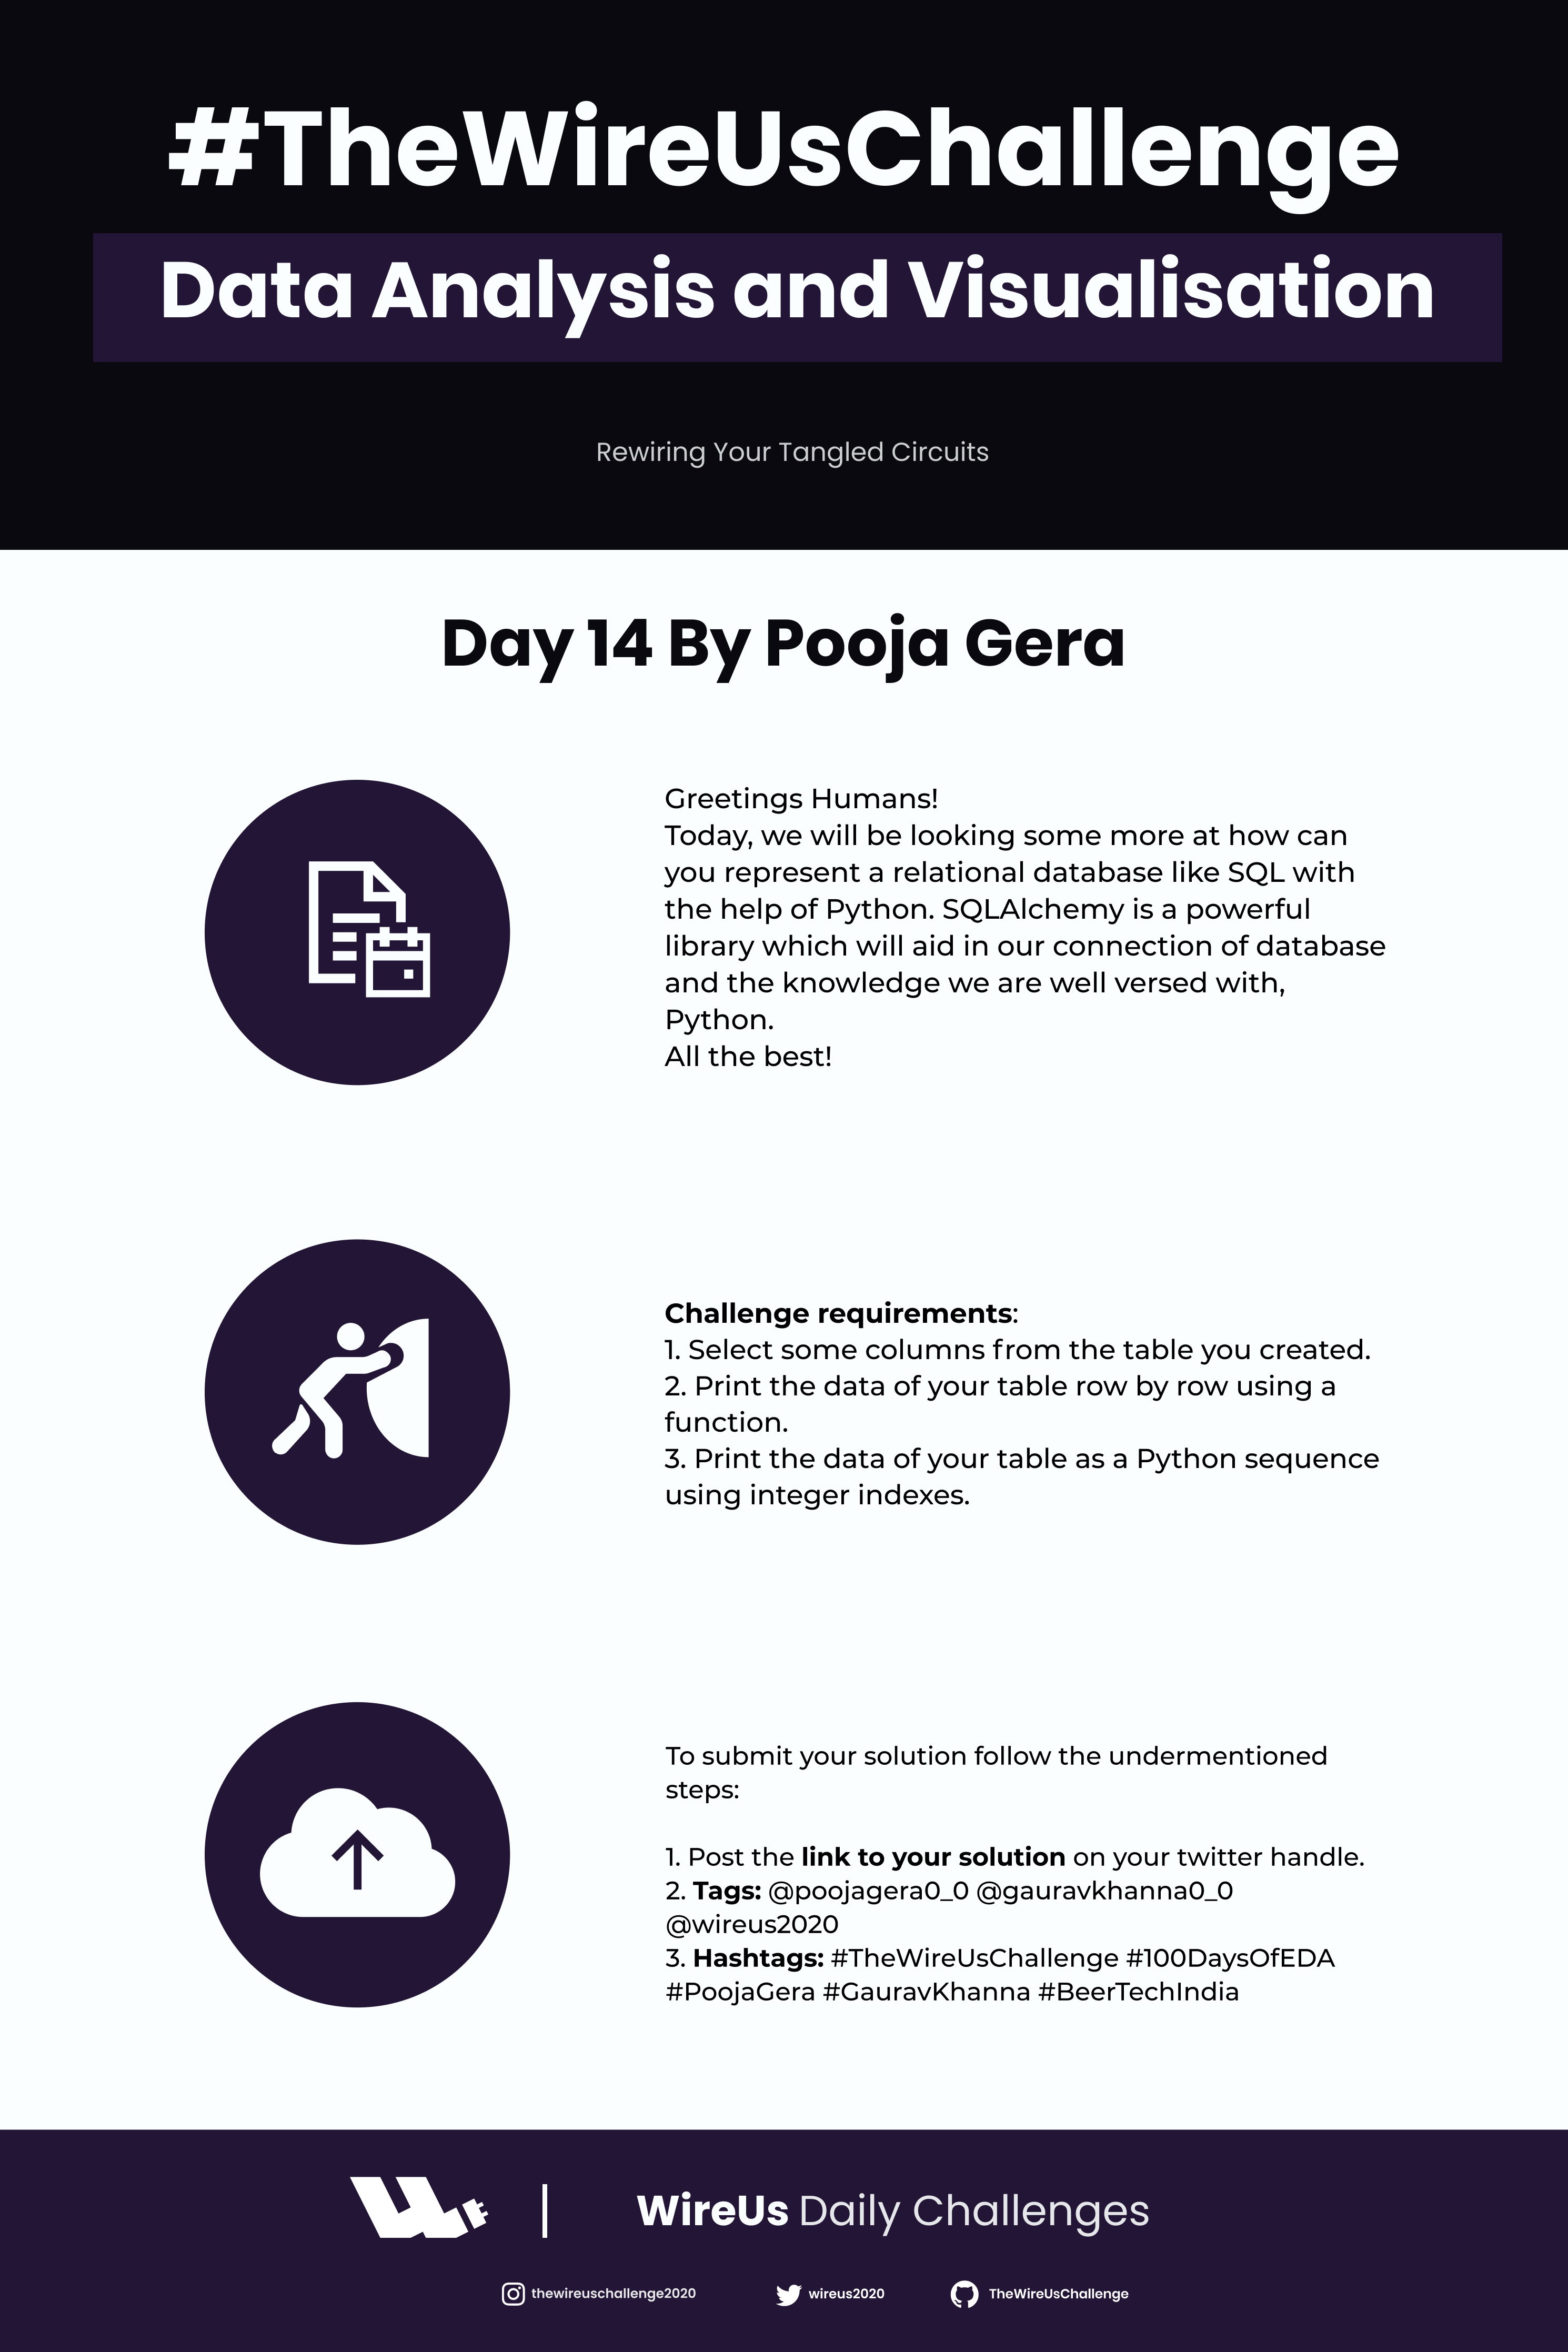 #TheWireUsChallenge
Data Analysis and Visualisation
Rewiring Your Tangled Circuits
Day 14 By Pooja Gera
Greetings Humans!
Today, we will be looking some more at how can
you represent a relational database like SQL with
the help of Python. SQLAlchemy is a powerful
library which will aid in our connection of database
and the knowledge we are well versed with,
Python.
All the best!
Challenge requirements:
1. Select some columns from the table you created.
2. Print the data of your table row by row using a
function.
3. Print the data of your table as a Python sequence
using integer indexes.
To submit your solution follow the undermentioned
steps:
1. Post the link to your solution on your twitter handle.
2. Tags: @poojagera0_0 @gauravkhanna0_0
@wireus2020
3. Hashtags: #TheWireUsChallenge #100DaysOfEDA
#PoojaGera #GauravKhanna #BeerTechIndia
WireUs Daily Challenges
thewireuschallenge2020 wireus2020 TheWireUsChallenge